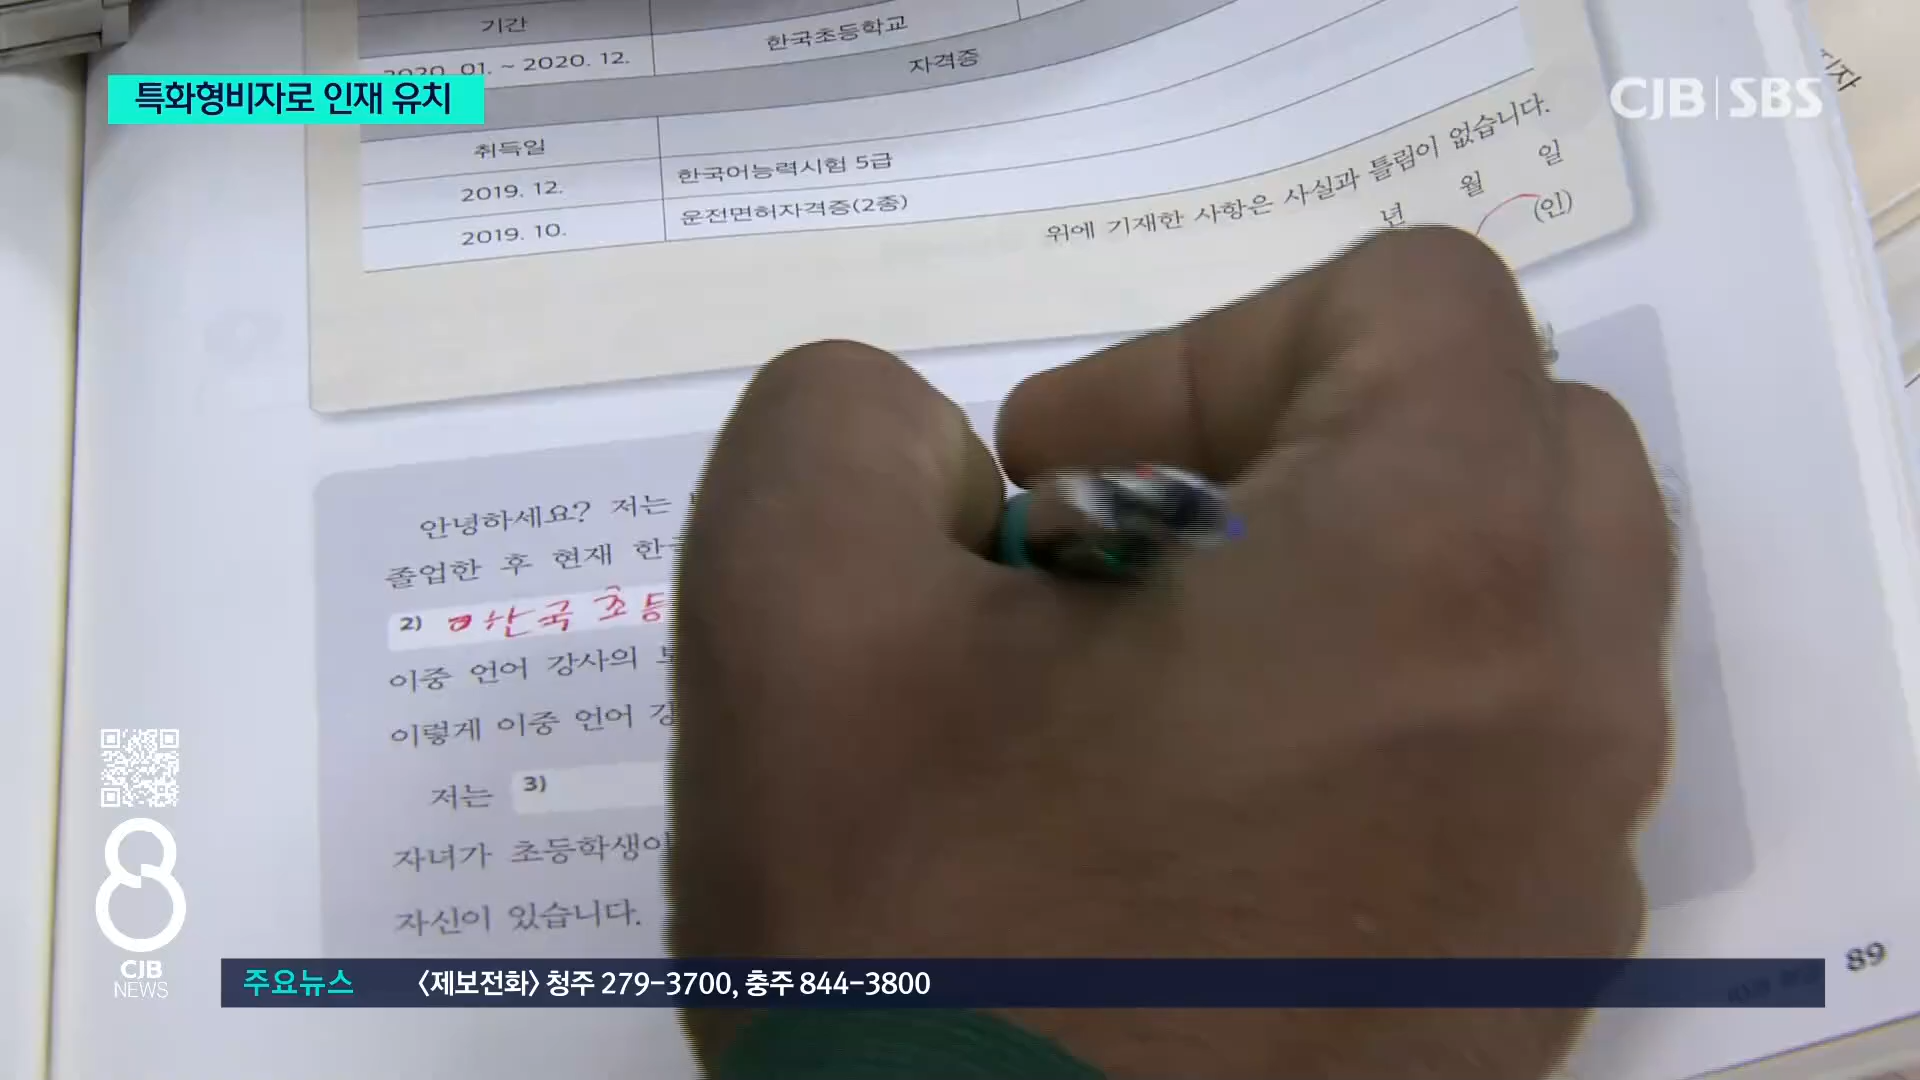 기간
2020. 01. ~ 2020. 12. 한국초등학교
자격증
특화형비자로 인재 유치
CJB SBS
취득일
2019. 12. 한국어능력시험 5급
2019. 10. 운전면허자격증(2종)
위에 기재한 사항은 사실과 틀림이 없습니다.
년 월 일
(인)
안녕하세요? 저는
졸업한 후 현재
2) 한국 초등
이중 언어 강사의
이렇게 이중 언어
저는 3)
자녀가 초등학생이
자신이 있습니다.
8
CJB
NEWS
주요뉴스 〈제보전화〉 청주 279-3700, 충주 844-3800
89